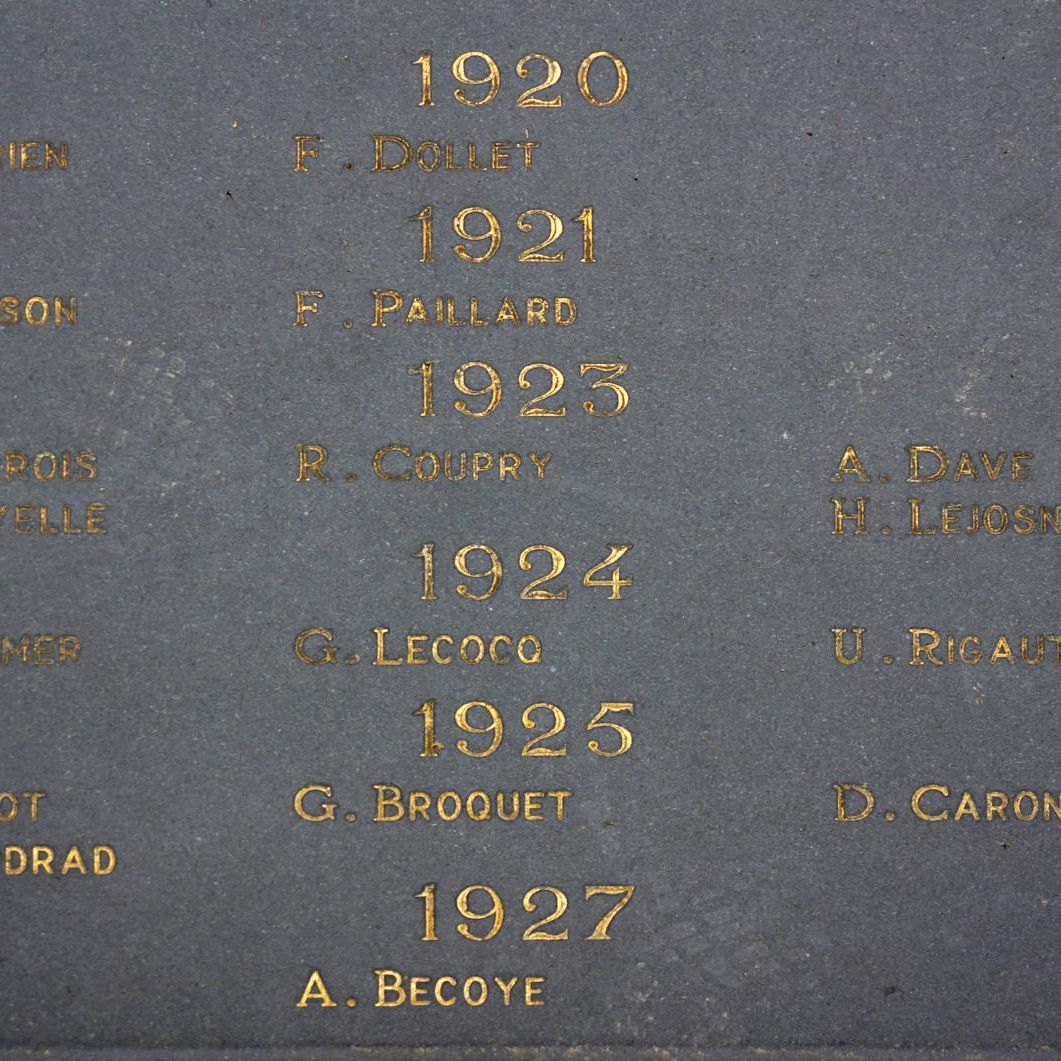 1920
F. DOLLET
1921
SON F. PAILLARD
1923
ROIS R. COUPRY A. DAVE
YELLE H. LEJOSN
1924
MER G. LECOCQ U. RIGAUT
1925
OT G. BROQUET D. CARON
DRAD
1927
A. BECOYE